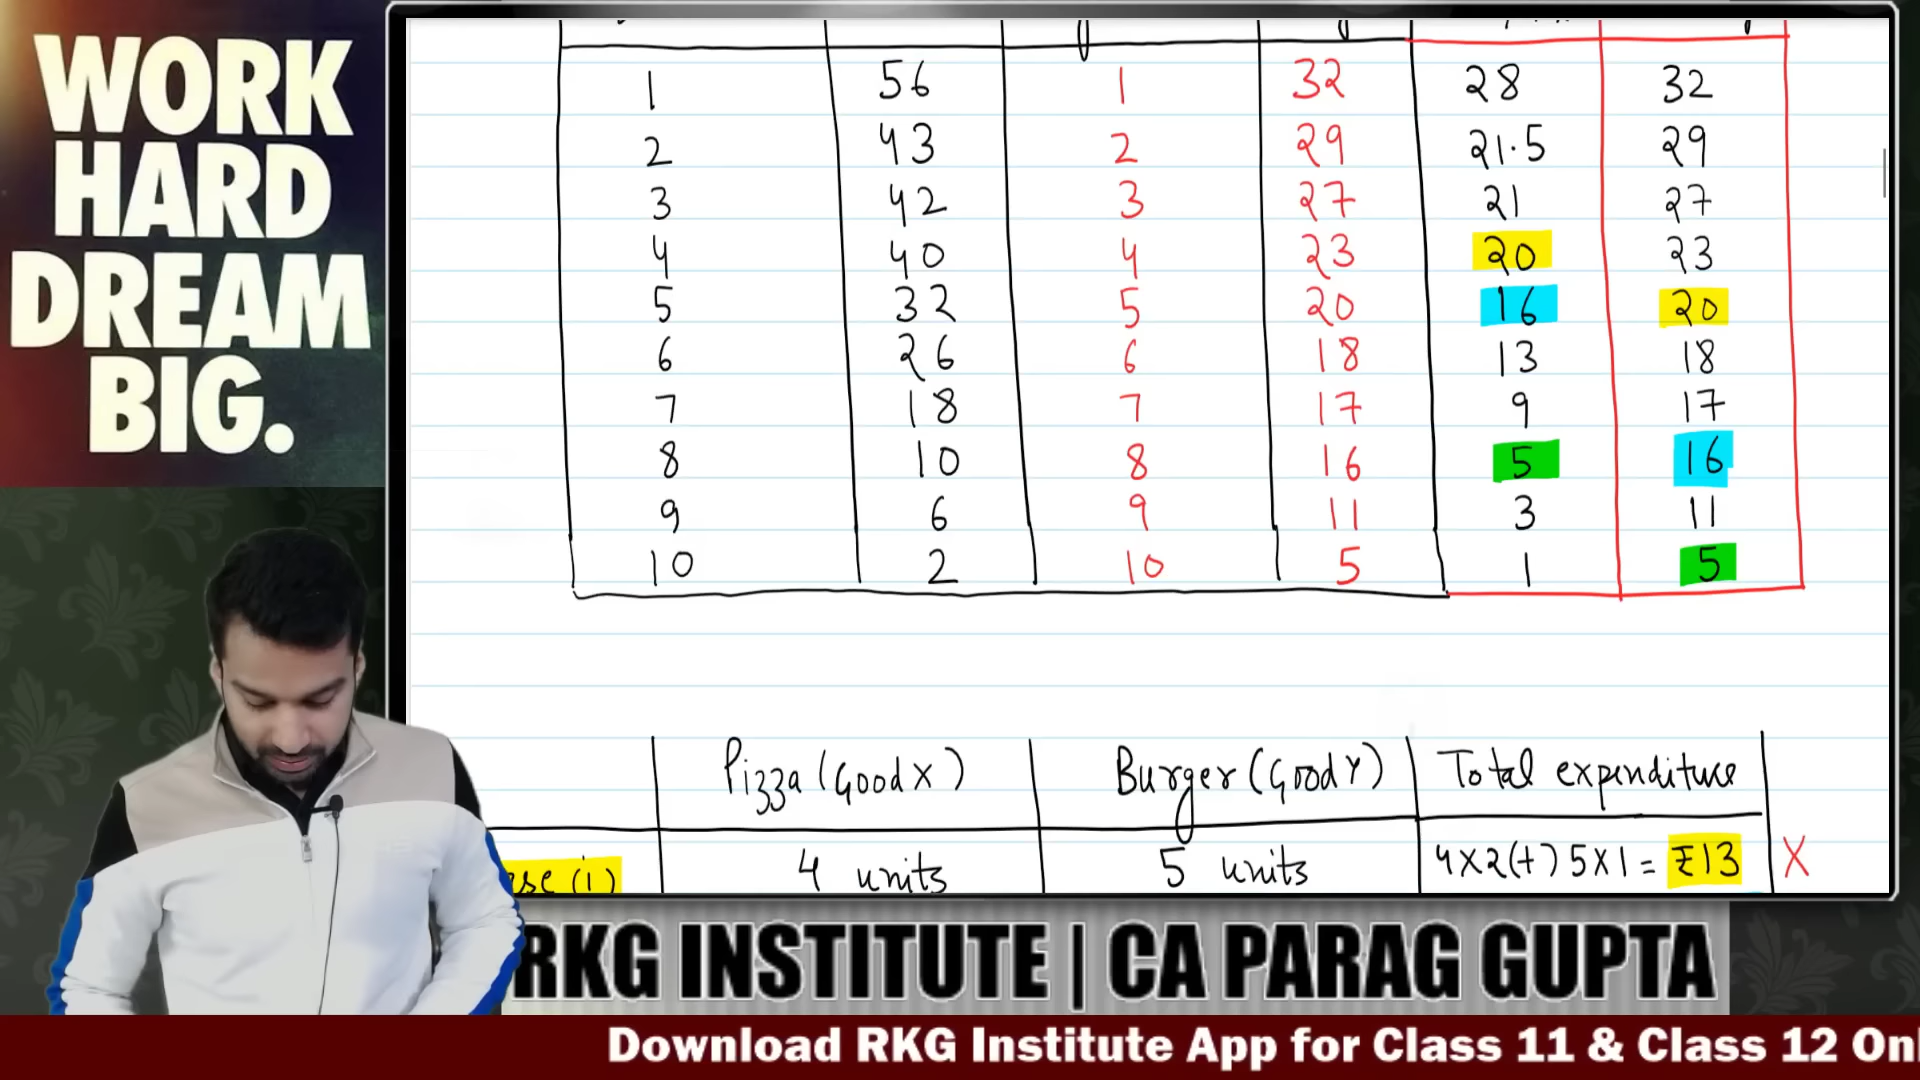 WORK
HARD
DREAM
BIG.
1 56 1 32 28 32
2 43 2 29 21.5 29
3 42 3 27 21 27
4 40 4 23 20 23
5 32 5 20 16 20
6 26 6 18 13 18
7 18 7 17 9 17
8 10 8 16 5 16
9 6 9 11 3 11
10 2 10 5 1 5
Pizza (Good X) Burger (Good Y) Total expenditure
(i) 4 units 5 units 4X2(+) 5X1 = ₹13 X
RKG INSTITUTE | CA PARAG GUPTA
Download RKG Institute App for Class 11 & Class 12 Onl